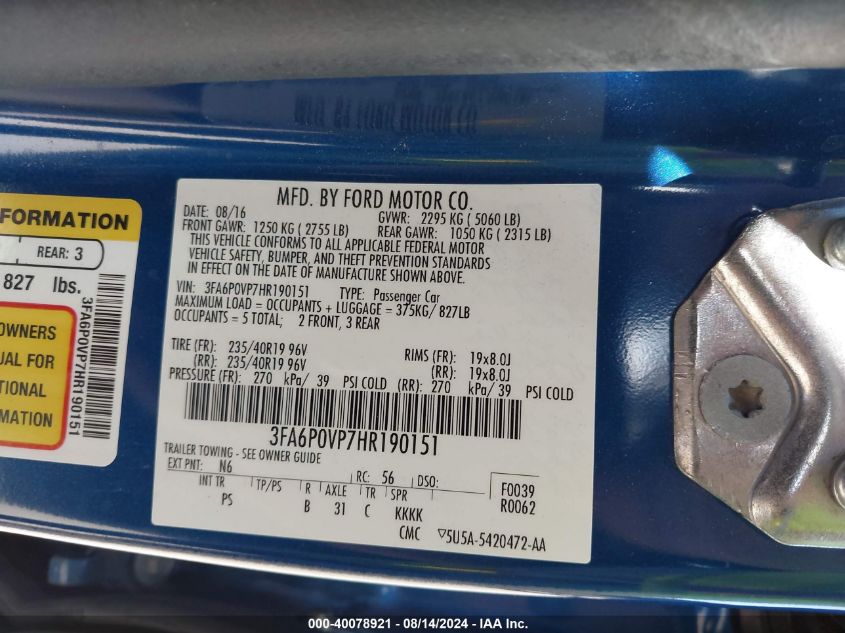 FORMATION
REAR: 3
827 lbs.
OWNERS
UAL FOR
TIONAL
RMATION
3FA6P0VP7HR190151
MFD. BY FORD MOTOR CO.
DATE: 08/16 GVWR: 2295 KG ( 5060 LB)
FRONT GAWR: 1250 KG ( 2755 LB) REAR GAWR: 1050 KG ( 2315 LB)
THIS VEHICLE CONFORMS TO ALL APPLICABLE FEDERAL MOTOR
VEHICLE SAFETY, BUMPER, AND THEFT PREVENTION STANDARDS
IN EFFECT ON THE DATE OF MANUFACTURE SHOWN ABOVE.
VIN: 3FA6P0VP7HR190151 TYPE: Passenger Car
MAXIMUM LOAD = OCCUPANTS + LUGGAGE = 375KG/ 827LB
OCCUPANTS = 5 TOTAL; 2 FRONT, 3 REAR
TIRE (FR): 235/40R19 96V RIMS (FR): 19x8.0J
(RR): 235/40R19 96V (RR): 19x8.0J
PRESSURE (FR): 270 kPa/ 39 PSI COLD (RR): 270 kPa/ 39 PSI COLD
3FA6P0VP7HR190151
TRAILER TOWING - SEE OWNER GUIDE
EXT PNT: N6 RC: 56 DSO:
INT TR TP/PS R AXLE TR SPR F0039
PS B 31 C KKKK R0062
CMC ▽5U5A-5420472-AA
000-40078921 - 08/14/2024 - IAA Inc.